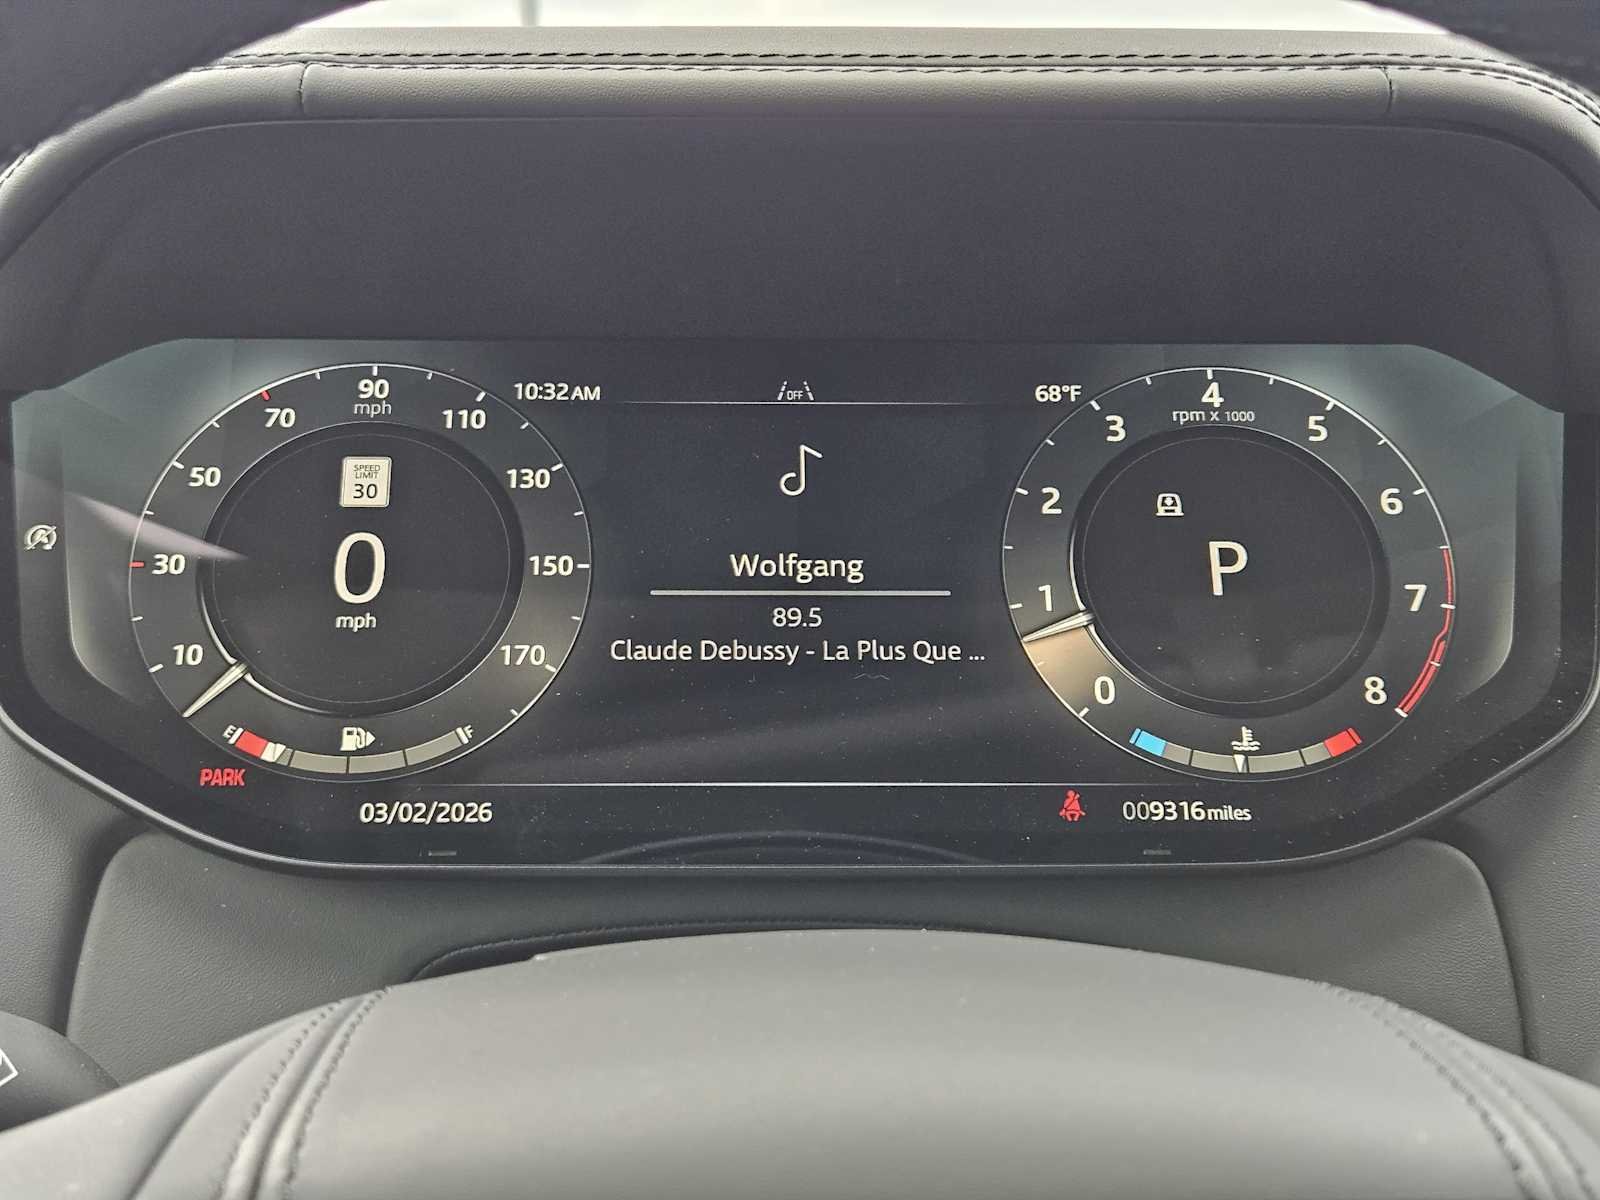 10:32AM
OFF
68°F
10
30
50
70
90
mph
110
130
150
170
SPEED
LIMIT
30
0
mph
Wolfgang
89.5
Claude Debussy - La Plus Que ...
0
1
2
3
4
rpm x 1000
5
6
7
8
P
E
F
PARK
03/02/2026
009316miles